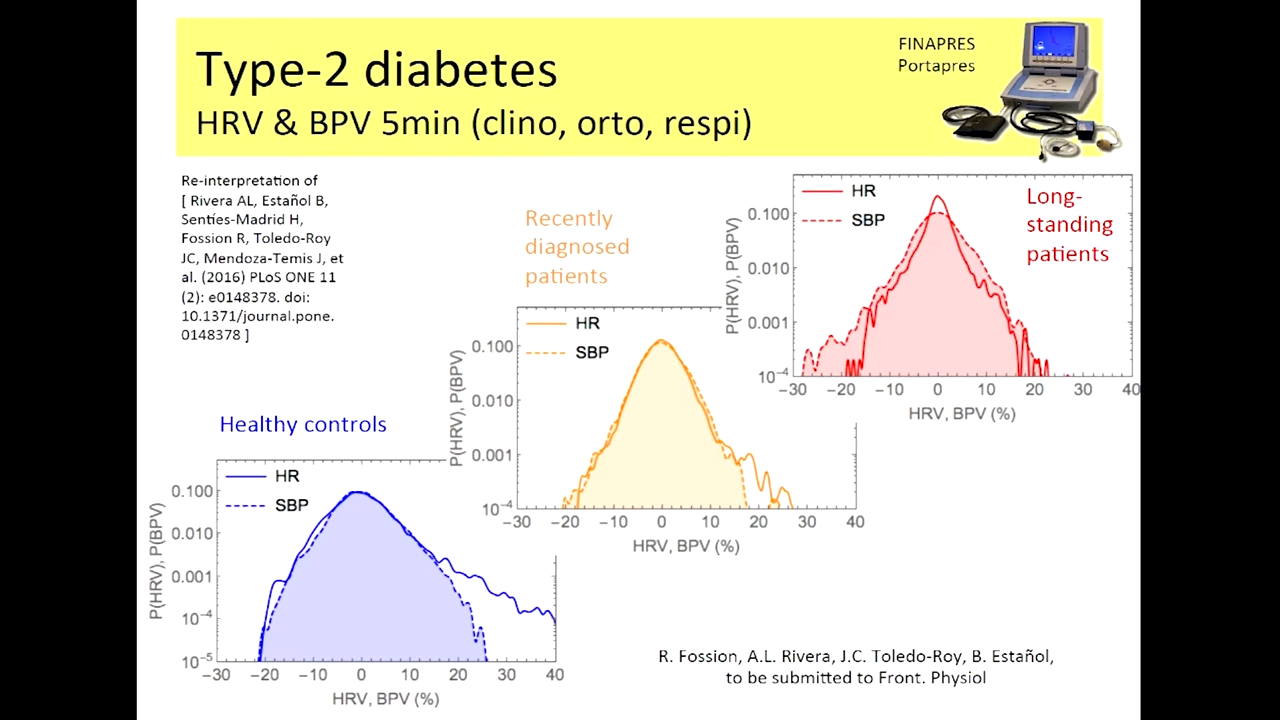 Type-2 diabetes
HRV & BPV 5min (clino, orto, respi)
FINAPRES
Portapres
Re-interpretation of
[ Rivera AL, Estañol B,
Sentíes-Madrid H,
Fossion R, Toledo-Roy
JC, Mendoza-Temis J, et
al. (2016) PLoS ONE 11
(2): e0148378. doi:
10.1371/journal.pone.
0148378 ]
Healthy controls
HR
SBP
P(HRV), P(BPV)
0.100
0.010
0.001
10⁻⁴
10⁻⁵
−30 −20 −10 0 10 20 30 40
HRV, BPV (%)
Recently
diagnosed
patients
HR
SBP
P(HRV), P(BPV)
0.100
0.010
0.001
10⁻⁴
−30 −20 −10 0 10 20 30 40
HRV, BPV (%)
Long-
standing
patients
HR
SBP
P(HRV), P(BPV)
0.100
0.010
0.001
10⁻⁴
−30 −20 −10 0 10 20 30 40
HRV, BPV (%)
R. Fossion, A.L. Rivera, J.C. Toledo-Roy, B. Estañol,
to be submitted to Front. Physiol